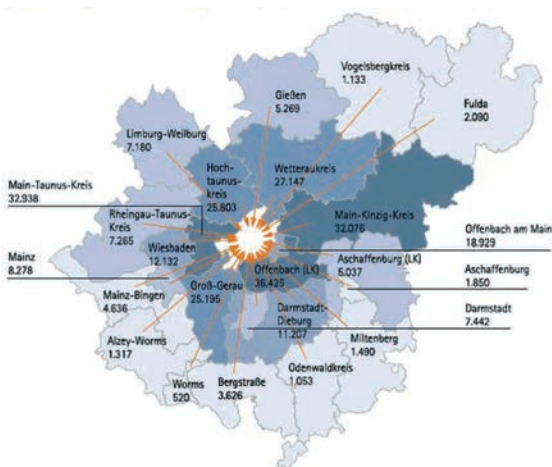 Vogelsbergkreis
1.133
Gießen
5.269
Fulda
2.090
Limburg-Weilburg
7.180
Hoch-
taunus-
kreis
25.803
Wetteraukreis
27.147
Main-Taunus-Kreis
32.938
Rheingau-Taunus-
Kreis
7.265
Main-Kinzig-Kreis
32.076
Offenbach am Main
18.929
Wiesbaden
12.132
Mainz
8.278
Offenbach (LK)
36.425
Aschaffenburg (LK)
5.037
Aschaffenburg
1.850
Mainz-Bingen
4.636
Groß-Gerau
25.195
Darmstadt-
Dieburg
11.207
Darmstadt
7.442
Alzey-Worms
1.317
Miltenberg
1.490
Worms
520
Bergstraße
3.626
Odenwaldkreis
1.053